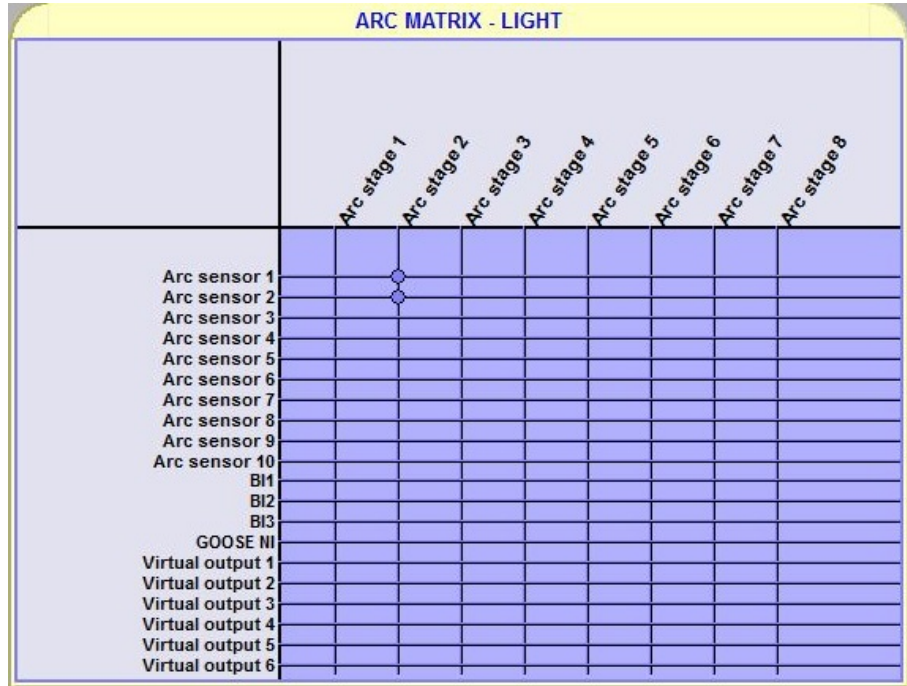 ARC MATRIX - LIGHT
Arc stage 1
Arc stage 2
Arc stage 3
Arc stage 4
Arc stage 5
Arc stage 6
Arc stage 7
Arc stage 8
Arc sensor 1
Arc sensor 2
Arc sensor 3
Arc sensor 4
Arc sensor 5
Arc sensor 6
Arc sensor 7
Arc sensor 8
Arc sensor 9
Arc sensor 10
BI1
BI2
BI3
GOOSE NI
Virtual output 1
Virtual output 2
Virtual output 3
Virtual output 4
Virtual output 5
Virtual output 6